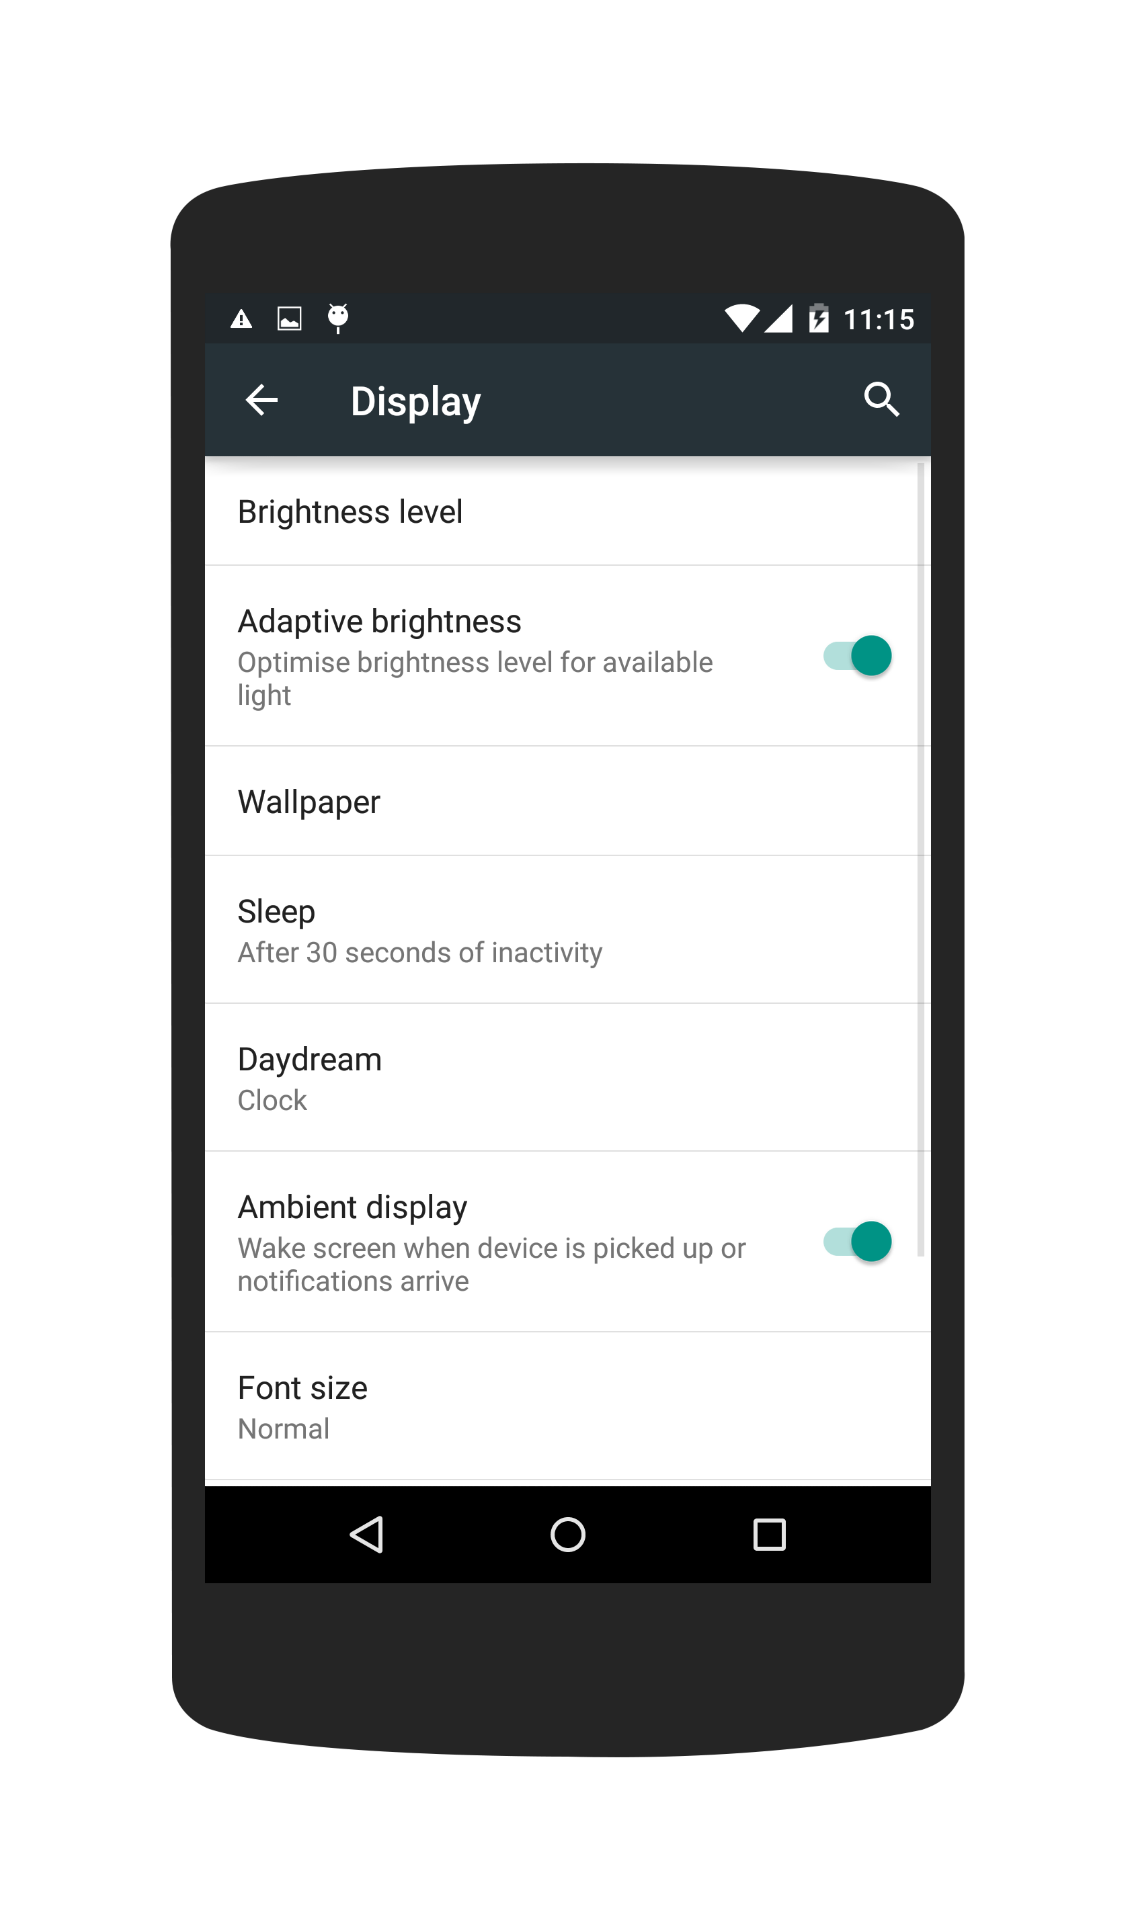 11:15
Display
Brightness level
Adaptive brightness
Optimise brightness level for available
light
Wallpaper
Sleep
After 30 seconds of inactivity
Daydream
Clock
Ambient display
Wake screen when device is picked up or
notifications arrive
Font size
Normal